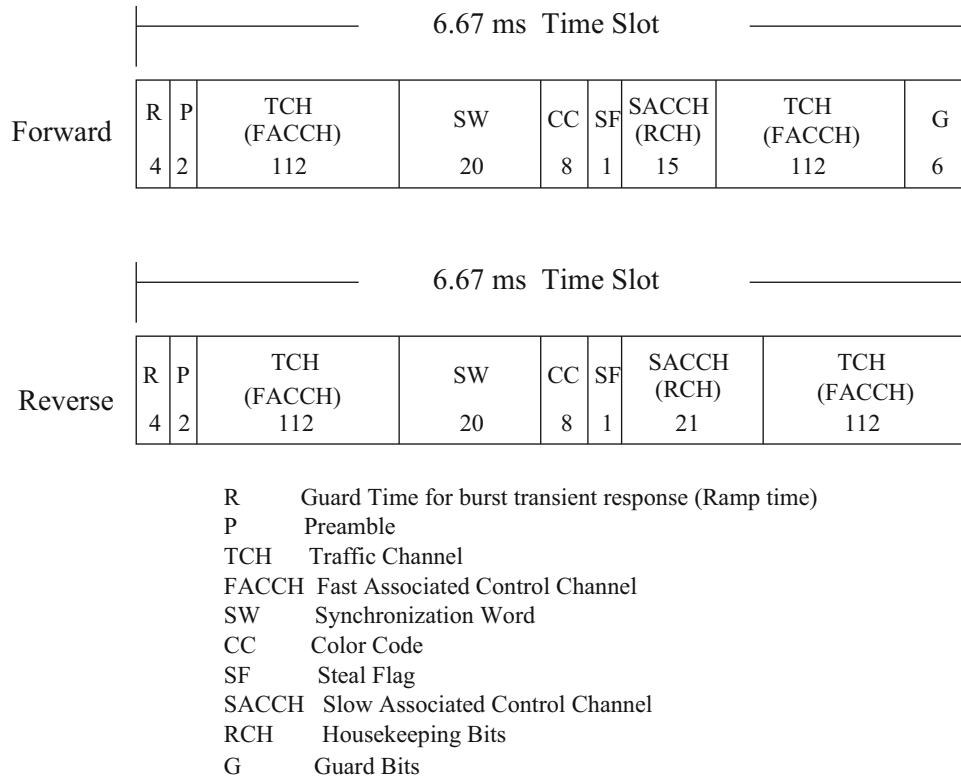 6.67 ms Time Slot
Forward
R P TCH SW CC SF SACCH TCH G
(FACCH) (RCH) (FACCH)
4 2 112 20 8 1 15 112 6
6.67 ms Time Slot
Reverse
R P TCH SW CC SF SACCH TCH
(FACCH) (RCH) (FACCH)
4 2 112 20 8 1 21 112
R Guard Time for burst transient response (Ramp time)
P Preamble
TCH Traffic Channel
FACCH Fast Associated Control Channel
SW Synchronization Word
CC Color Code
SF Steal Flag
SACCH Slow Associated Control Channel
RCH Housekeeping Bits
G Guard Bits